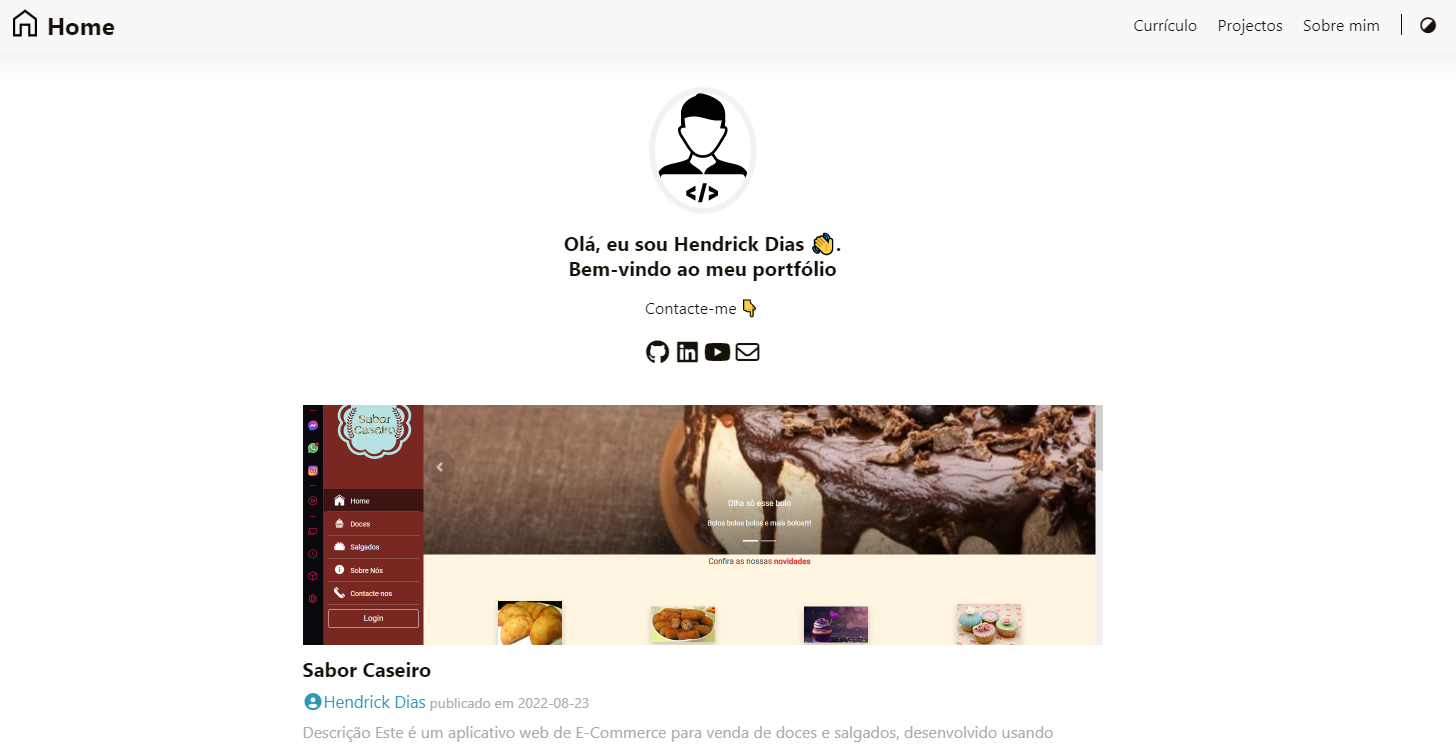 Home
Currículo Projectos Sobre mim
</>
Olá, eu sou Hendrick Dias 👏.
Bem-vindo ao meu portfólio
Contacte-me 👇
Sabor
Caseiro
Home
Doces
Salgados
Sobre Nós
Contacte-nos
Login
Olha só esse bolo
Bolos bolos bolos e mais bolos!!!!
Confira as nossas novidades
Sabor Caseiro
Hendrick Dias publicado em 2022-08-23
Descrição Este é um aplicativo web de E-Commerce para venda de doces e salgados, desenvolvido usando